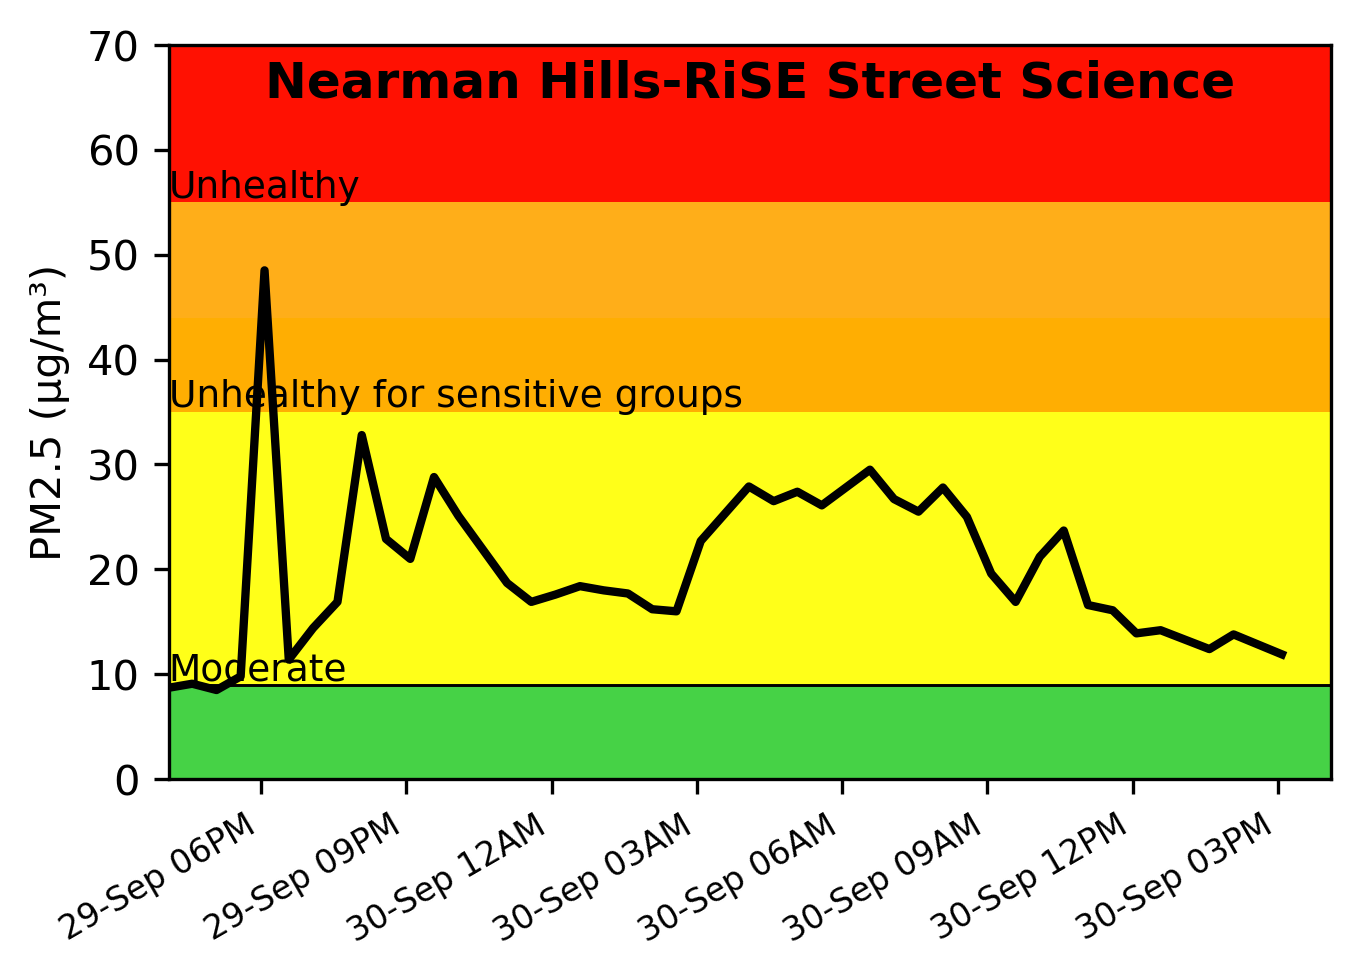 Nearman Hills-RiSE Street Science
70
60
50
40
30
20
10
0
PM2.5 (μg/m³)
Unhealthy
Unhealthy for sensitive groups
Moderate
29-Sep 06PM
29-Sep 09PM
30-Sep 12AM
30-Sep 03AM
30-Sep 06AM
30-Sep 09AM
30-Sep 12PM
30-Sep 03PM